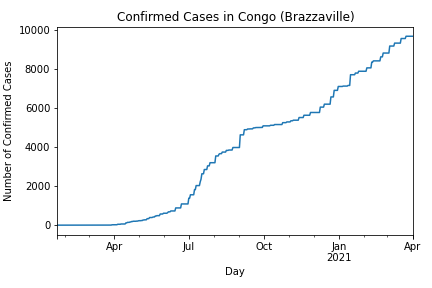 Confirmed Cases in Congo (Brazzaville)
Number of Confirmed Cases
10000
8000
6000
4000
2000
0
Apr
Jul
Oct
Jan
2021
Apr
Day